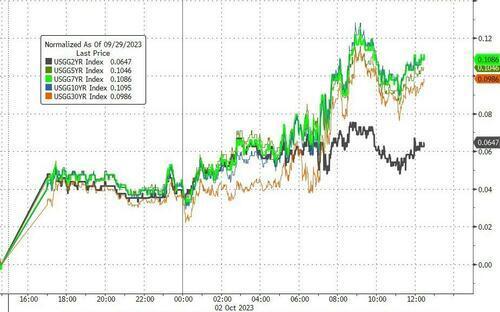 Normalized As Of 09/29/2023
Last Price
USGG2YR Index 0.0647
USGG5YR Index 0.1046
USGG7YR Index 0.1086
USGG10YR Index 0.1095
USGG30YR Index 0.0986
0.12
0.1086
0.1046
0.0986
0.08
0.0647
0.06
0.04
0.02
0.00
16:00 18:00 20:00 22:00 00:00 02:00 04:00 06:00 08:00 10:00 12:00
02 Oct 2023